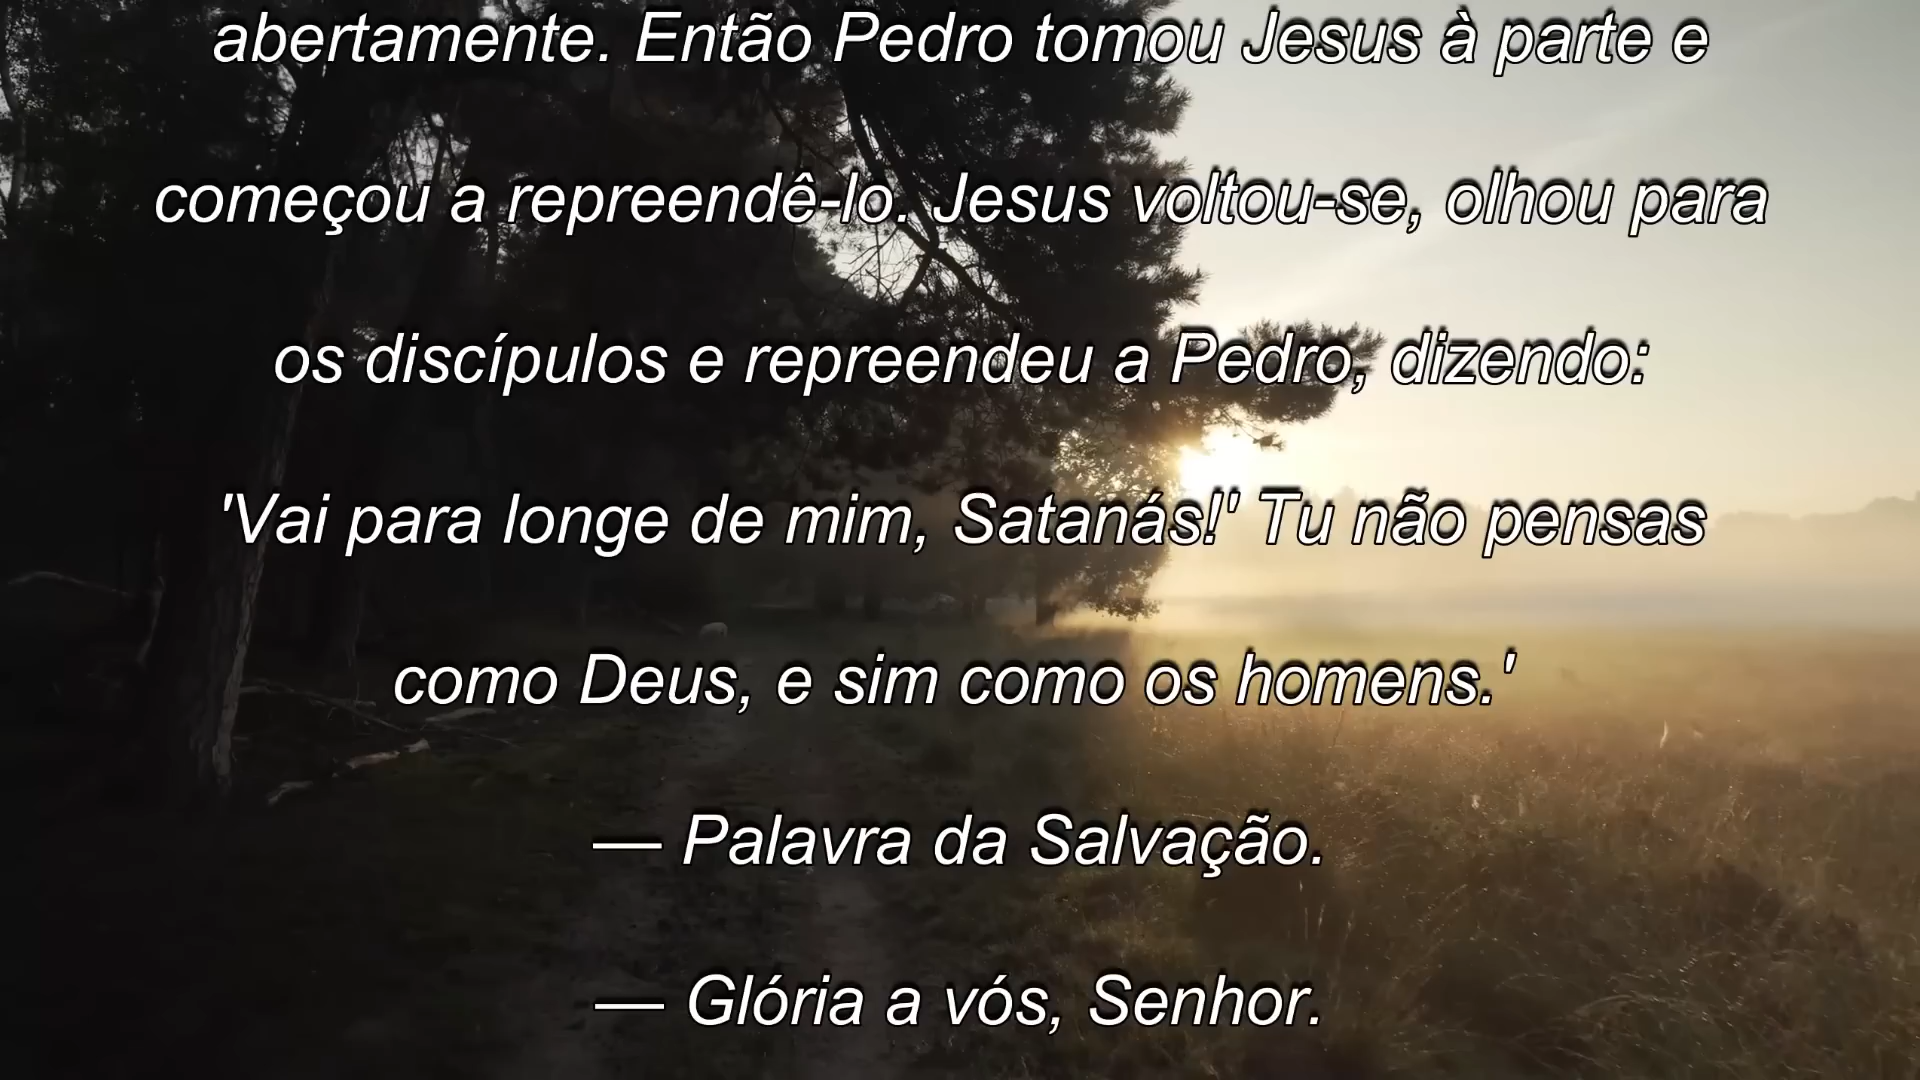 abertamente. Então Pedro tomou Jesus à parte e
começou a repreendê-lo. Jesus voltou-se, olhou para
os discípulos e repreendeu a Pedro, dizendo:
'Vai para longe de mim, Satanás!' Tu não pensas
como Deus, e sim como os homens.'
— Palavra da Salvação.
— Glória a vós, Senhor.